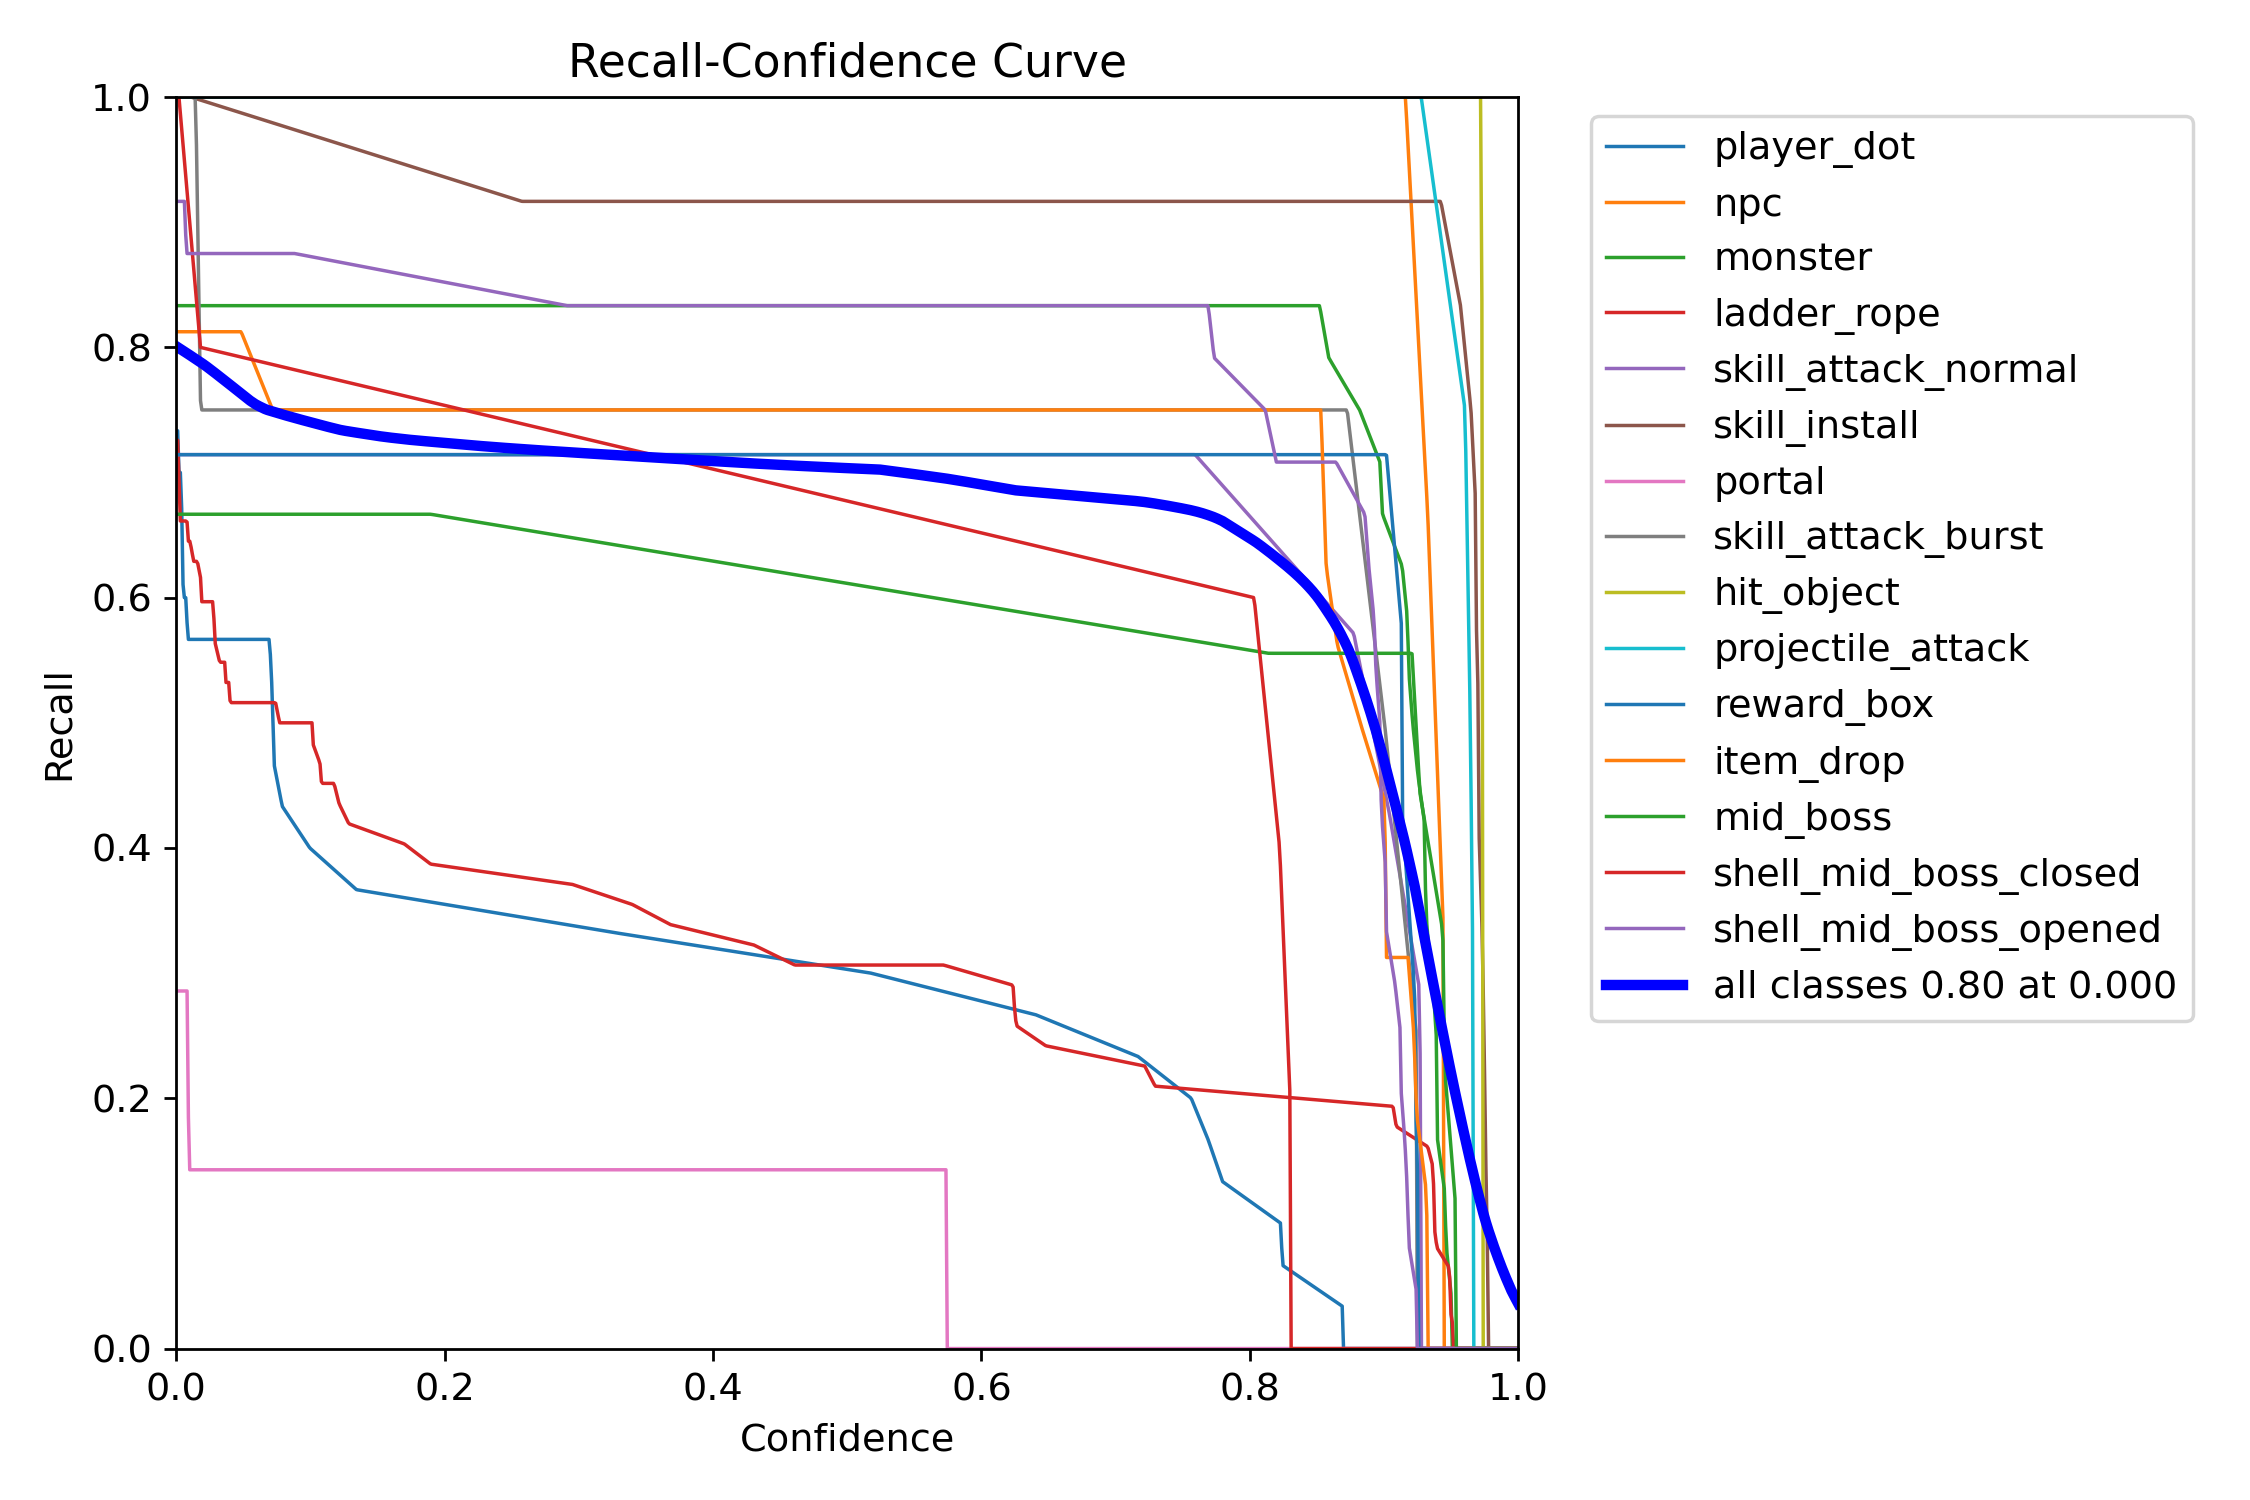 Recall-Confidence Curve
1.0
0.8
0.6
0.4
0.2
0.0
Recall
0.0 0.2 0.4 0.6 0.8 1.0
Confidence
player_dot
npc
monster
ladder_rope
skill_attack_normal
skill_install
portal
skill_attack_burst
hit_object
projectile_attack
reward_box
item_drop
mid_boss
shell_mid_boss_closed
shell_mid_boss_opened
all classes 0.80 at 0.000